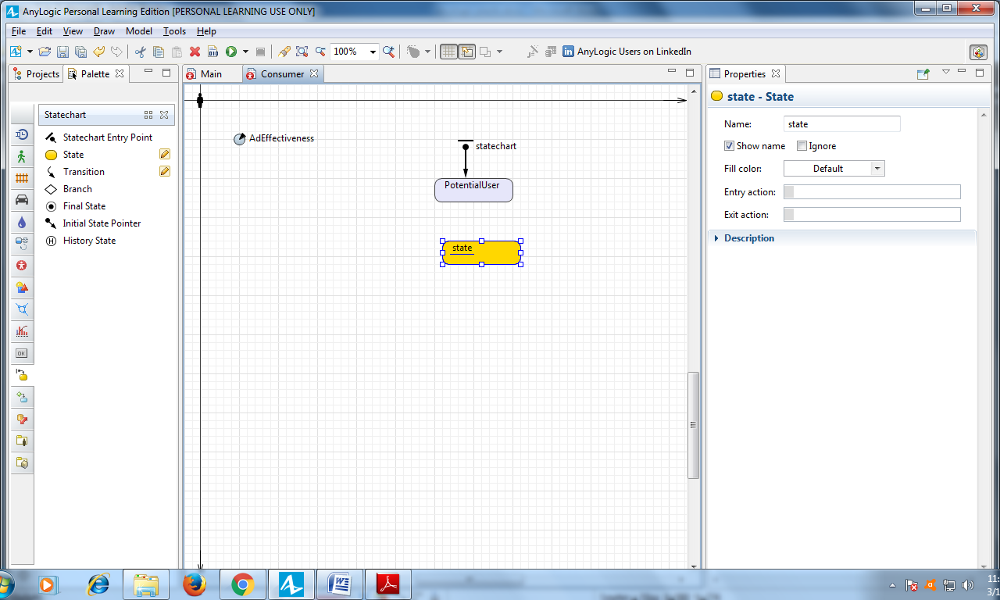 AnyLogic Personal Learning Edition [PERSONAL LEARNING USE ONLY]
File Edit View Draw Model Tools Help
100% AnyLogic Users on LinkedIn
Projects Palette
Main Consumer
Properties
Statechart
Statechart Entry Point
State
Transition
Branch
Final State
Initial State Pointer
History State
AdEffectiveness
statechart
PotentialUser
state
state - State
Name: state
Show name Ignore
Fill color: Default
Entry action:
Exit action:
Description
11:
3/1